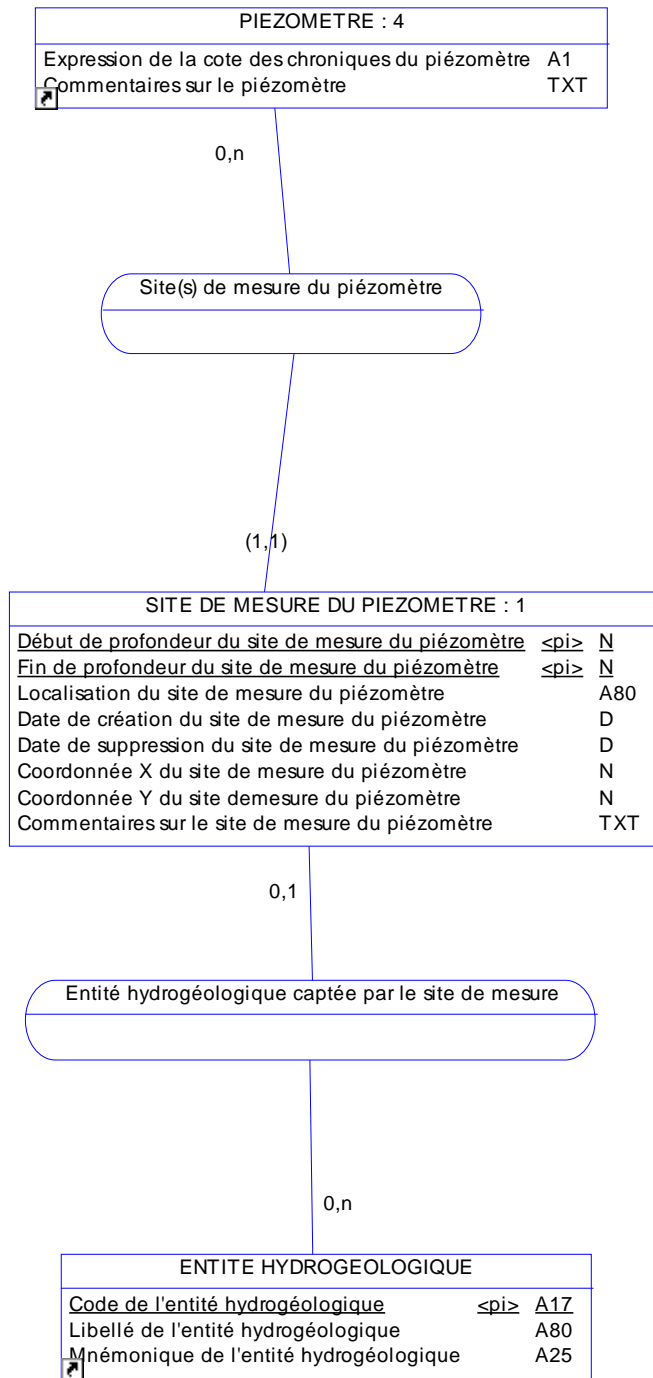 PIEZOMETRE : 4
Expression de la cote des chroniques du piézomètre A1
Commentaires sur le piézomètre TXT
0,n
Site(s) de mesure du piézomètre
(1,1)
SITE DE MESURE DU PIEZOMETRE : 1
Début de profondeur du site de mesure du piézomètre <pi> N
Fin de profondeur du site de mesure du piézomètre <pi> N
Localisation du site de mesure du piézomètre A80
Date de création du site de mesure du piézomètre D
Date de suppression du site de mesure du piézomètre D
Coordonnée X du site de mesure du piézomètre N
Coordonnée Y du site demesure du piézomètre N
Commentaires sur le site de mesure du piézomètre TXT
0,1
Entité hydrogéologique captée par le site de mesure
0,n
ENTITE HYDROGEOLOGIQUE
Code de l'entité hydrogéologique <pi> A17
Libellé de l'entité hydrogéologique A80
Mnémonique de l'entité hydrogéologique A25